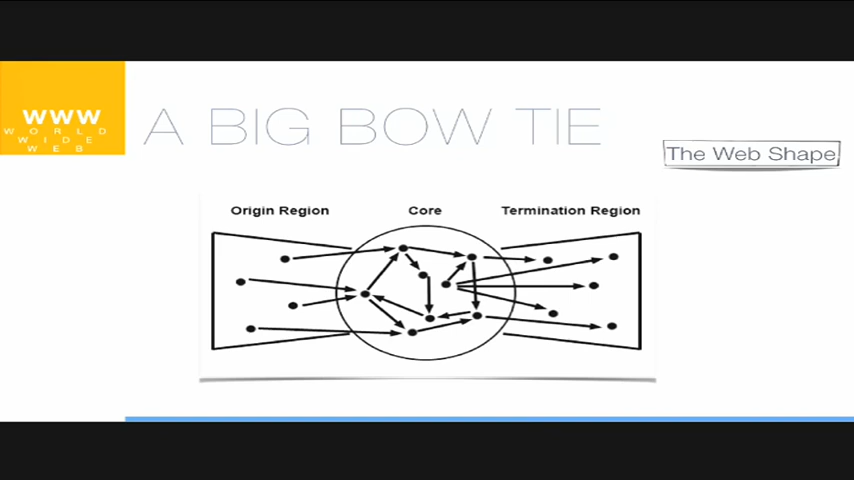 www
WORLD
WIDE
WEB
A BIG BOW TIE
The Web Shape
Origin Region
Core
Termination Region